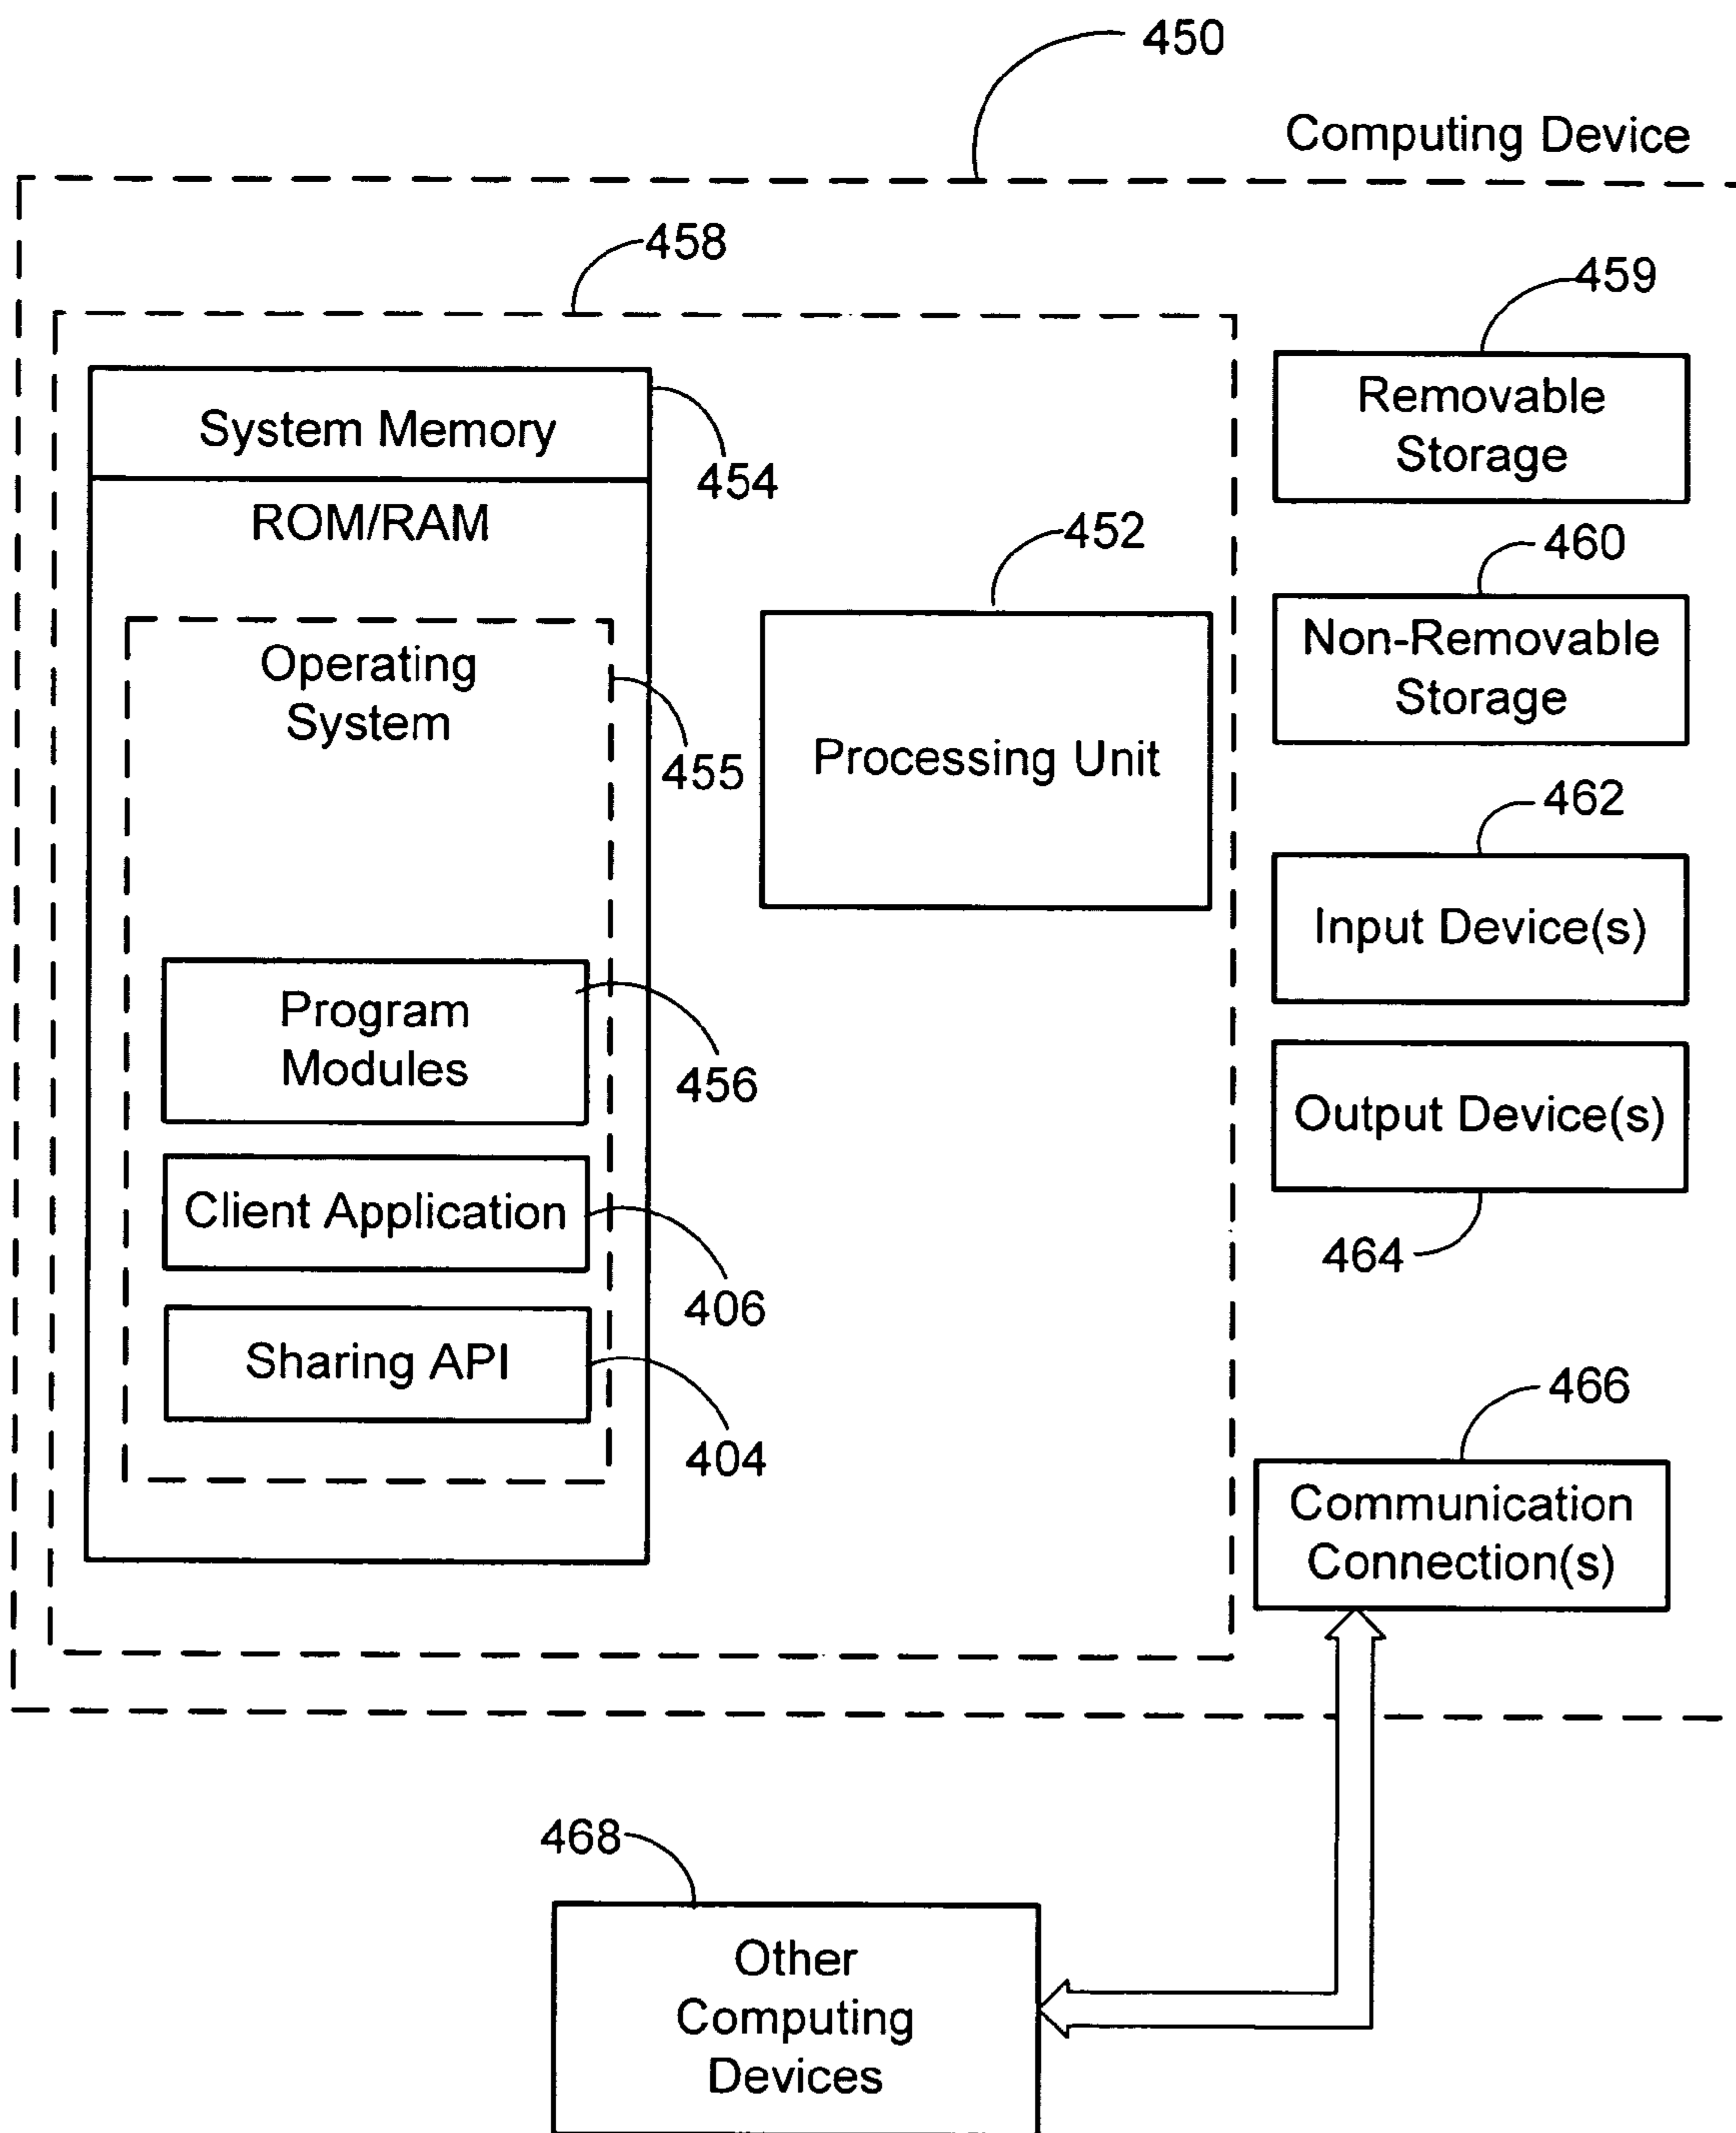 450
Computing Device
458
459
System Memory
454
Removable
Storage
ROM/RAM
452
460
Operating
System
455
Processing Unit
Non-Removable
Storage
462
Input Device(s)
Program
Modules
456
Output Device(s)
464
Client Application
406
Sharing API
404
466
Communication
Connection(s)
468
Other
Computing
Devices